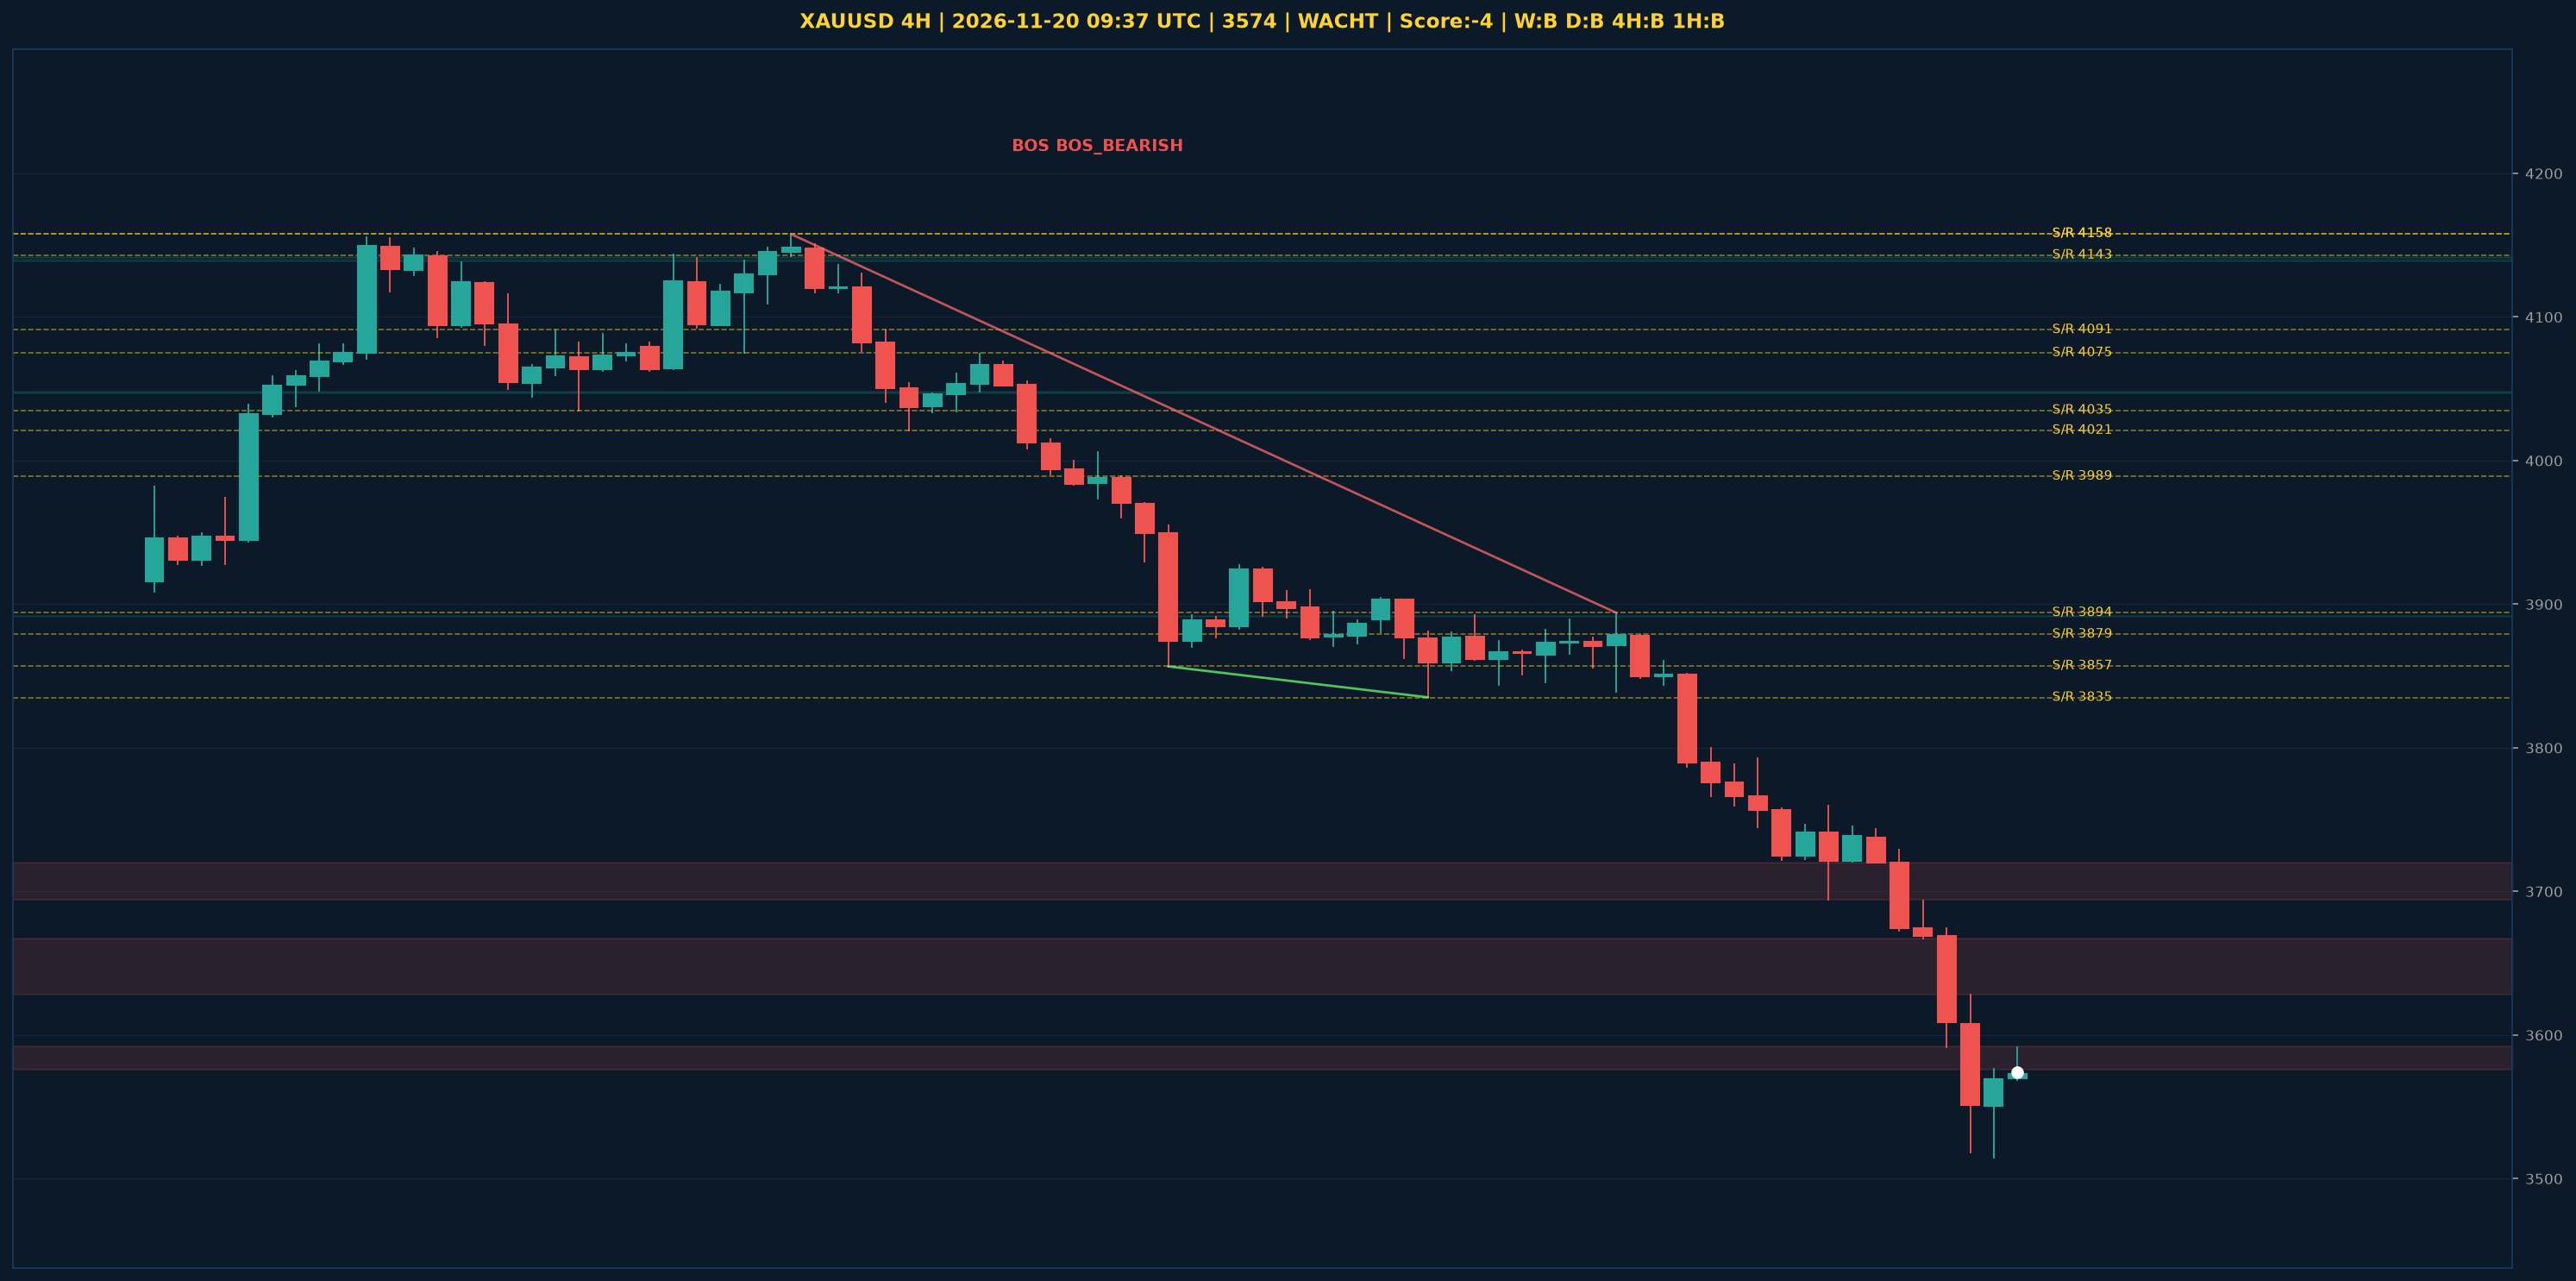 XAUUSD 4H | 2026-11-20 09:37 UTC | 3574 | WACHT | Score:-4 | W:B D:B 4H:B 1H:B
BOS BOS_BEARISH
4200
S/R 4158
S/R 4143
4100
S/R 4091
S/R 4075
S/R 4035
S/R 4021
4000
S/R 3989
3900
S/R 3894
S/R 3879
S/R 3857
S/R 3835
3800
3700
3600
3500